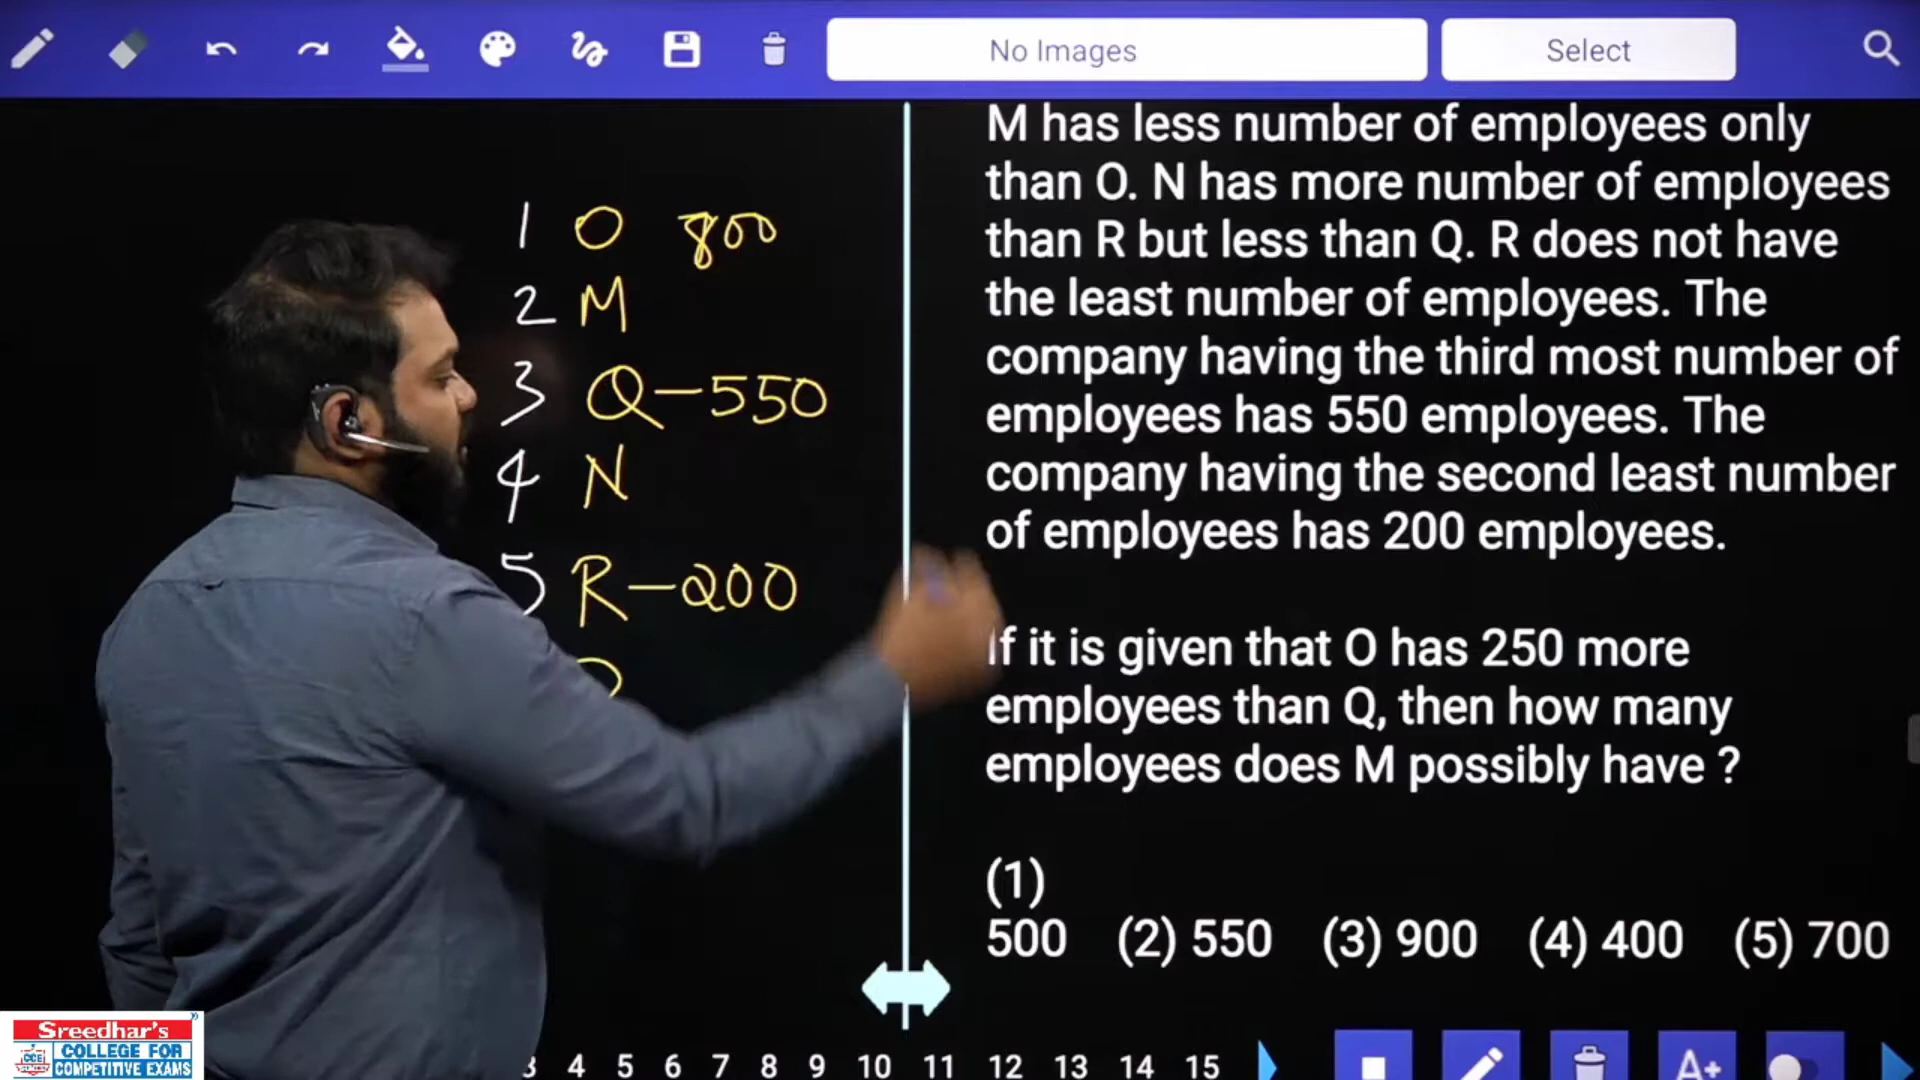 No Images
Select
1 O 800
2 M
3 Q-550
4 N
5 R-200
M has less number of employees only
than O. N has more number of employees
than R but less than Q. R does not have
the least number of employees. The
company having the third most number of
employees has 550 employees. The
company having the second least number
of employees has 200 employees.
If it is given that O has 250 more
employees than Q, then how many
employees does M possibly have ?
(1)
500 (2) 550 (3) 900 (4) 400 (5) 700
3 4 5 6 7 8 9 10 11 12 13 14 15
A+
Sreedhar's
CCE
COLLEGE FOR
COMPETITIVE EXAMS